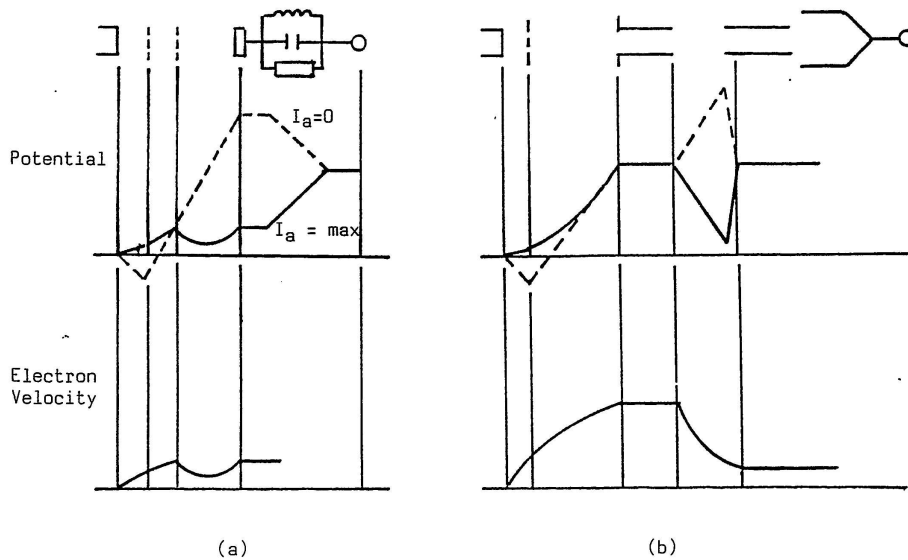 I_a=0
Potential
I_a = max
Electron
Velocity
(a)
(b)